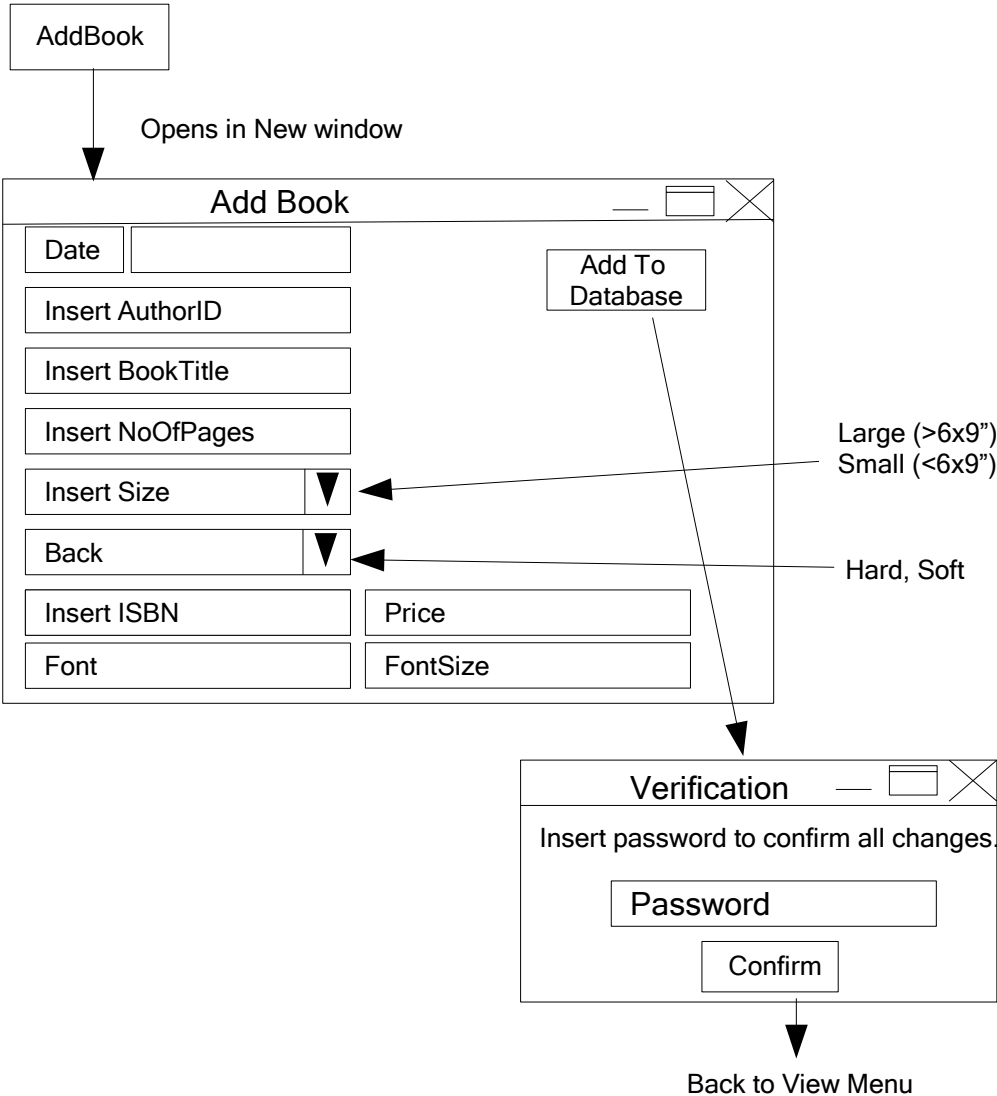 AddBook
Opens in New window
Add Book
Date
Add To
Database
Insert AuthorID
Insert BookTitle
Insert NoOfPages
Large (>6x9”)
Small (<6x9”)
Insert Size
Back
Hard, Soft
Insert ISBN
Price
Font
FontSize
Verification
Insert password to confirm all changes.
Password
Confirm
Back to View Menu